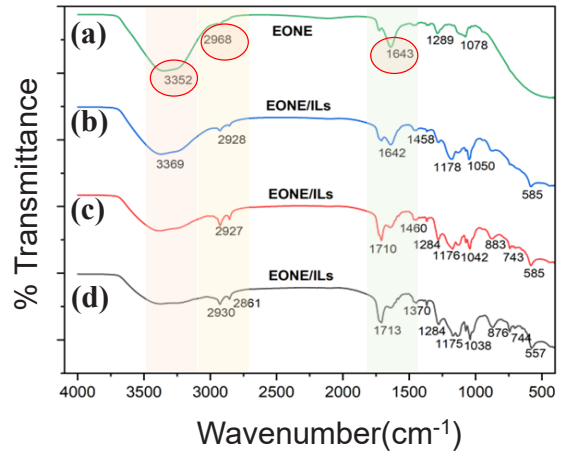 (a)
EONE
2968
3352
1643
1289
1078
(b)
EONE/ILs
3369
2928
1642
1458
1178
1050
585
(c)
EONE/ILs
2927
1710
1460
1284
1176
1042
883
743
585
(d)
EONE/ILs
2930
2861
1713
1370
1284
1175
1038
876
744
557
% Transmittance
4000 3500 3000 2500 2000 1500 1000 500
Wavenumber(cm-1)